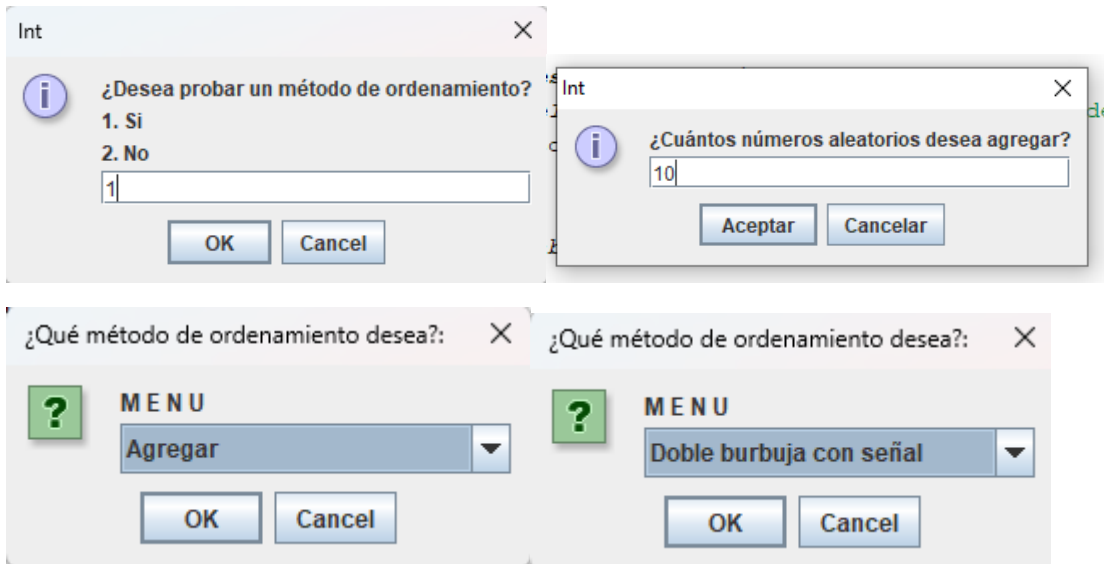 Int
¿Desea probar un método de ordenamiento?
1. Si
2. No
1
OK Cancel
Int
¿Cuántos números aleatorios desea agregar?
10
Aceptar Cancelar
¿Qué método de ordenamiento desea?:
M E N U
Agregar
OK Cancel
¿Qué método de ordenamiento desea?:
M E N U
Doble burbuja con señal
OK Cancel